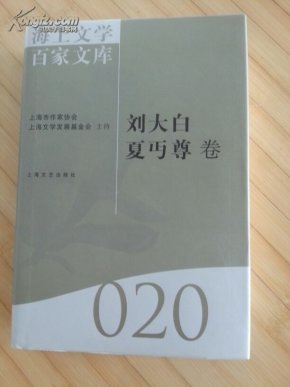 海上文学
百家文库
上海市作家协会
上海文学发展基金会 主持
刘大白
夏丏尊 卷
上海文艺出版社
020